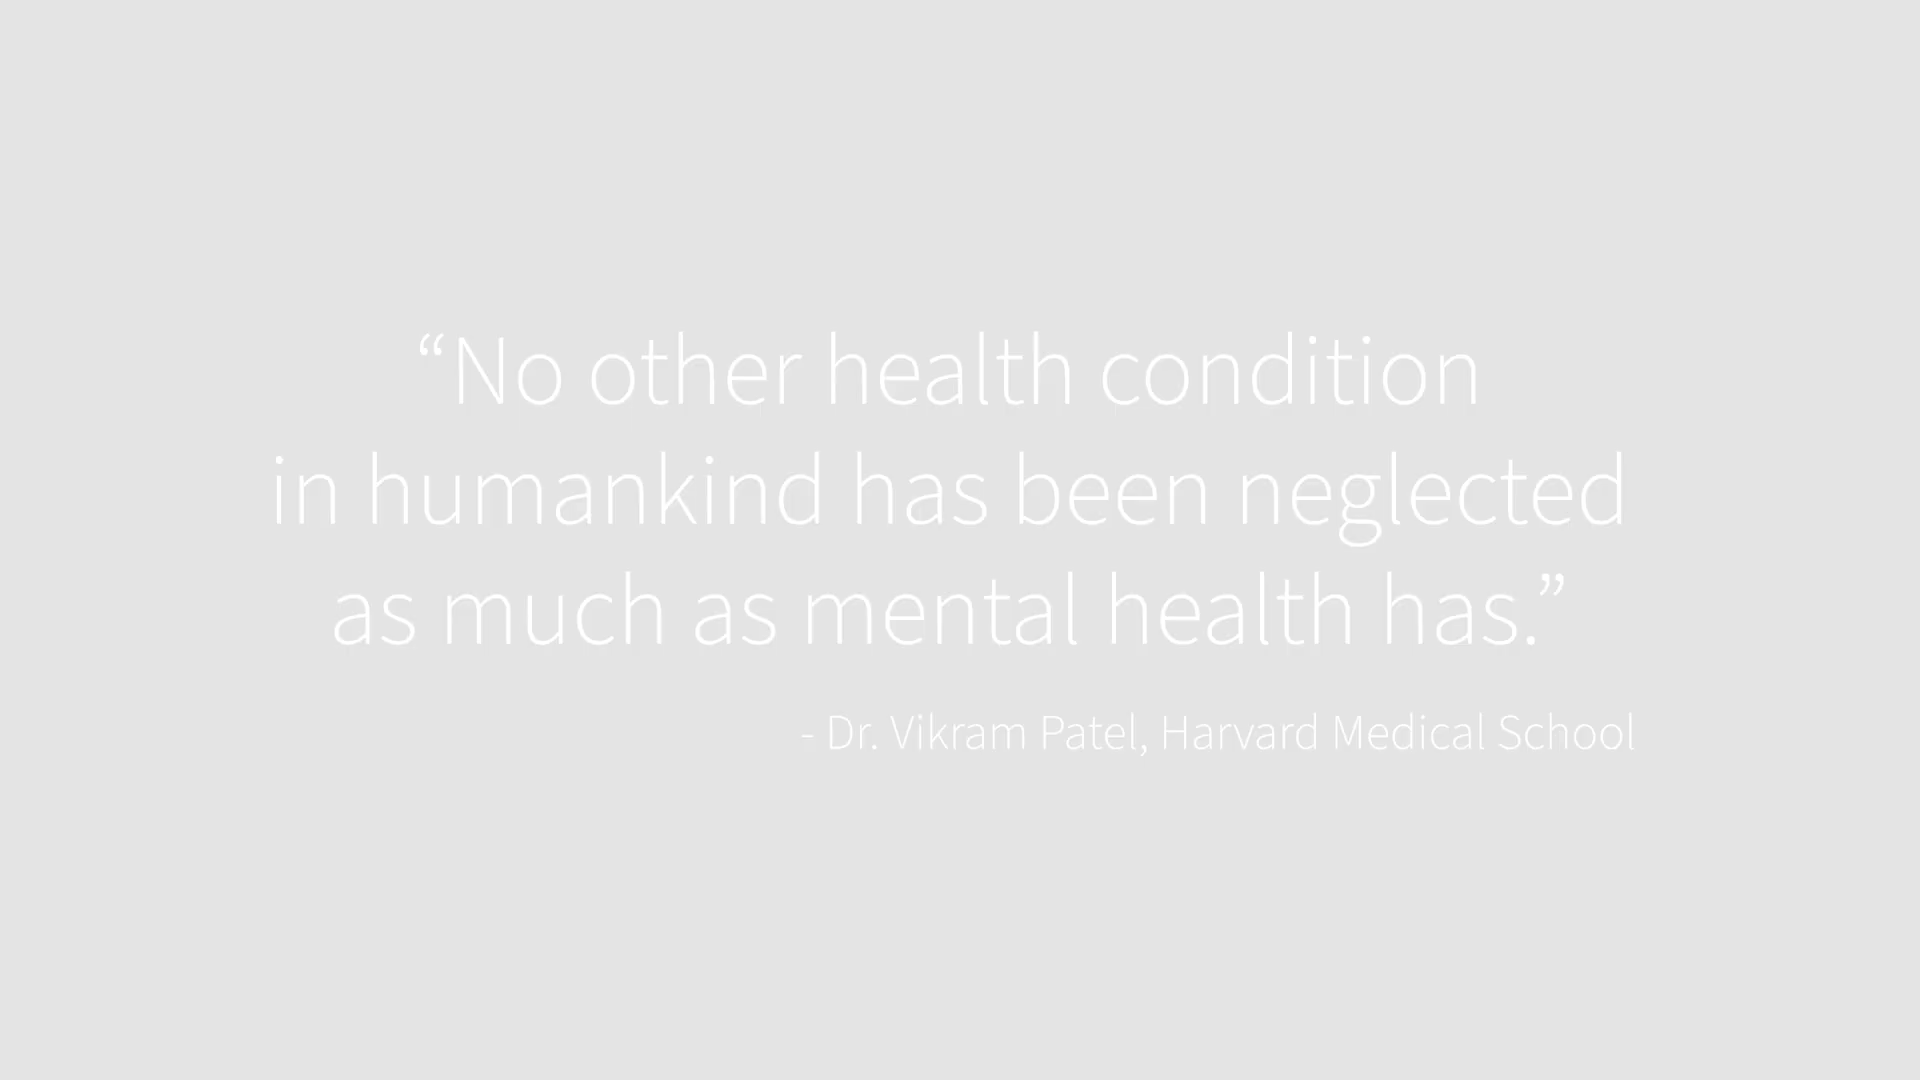 “No other health condition
in humankind has been neglected
as much as mental health has.”
- Dr. Vikram Patel, Harvard Medical School